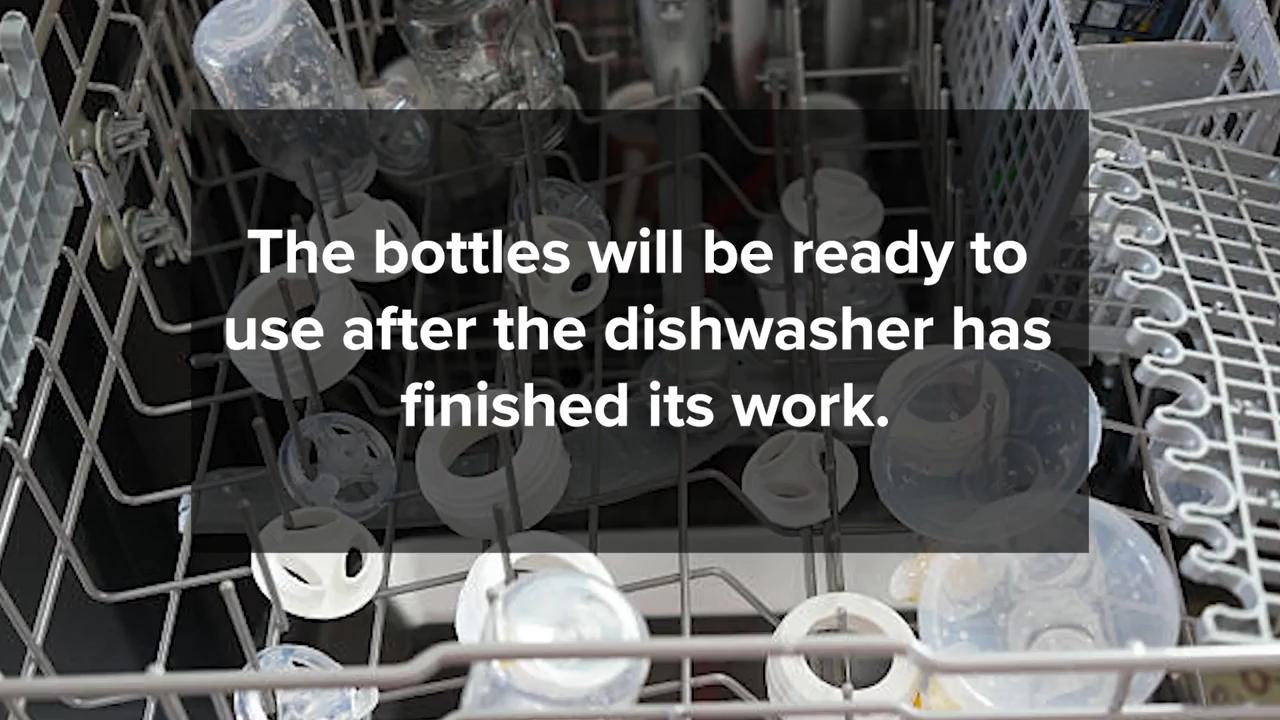 The bottles will be ready to
use after the dishwasher has
finished its work.